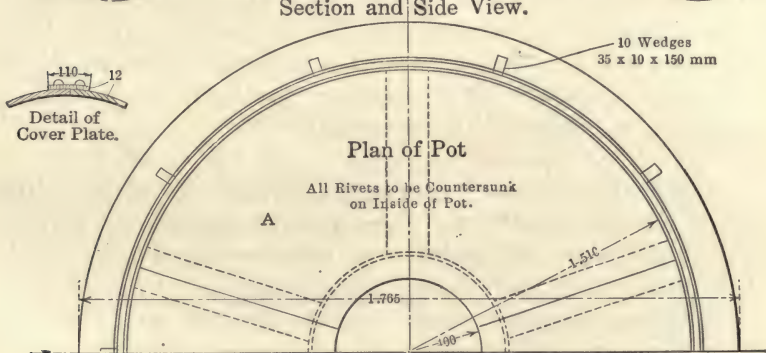 Section and Side View.
10 Wedges
35 x 10 x 150 mm
110
12
Detail of
Cover Plate.
Plan of Pot
All Rivets to be Countersunk
on Inside of Pot.
A
1.510
1.765
400